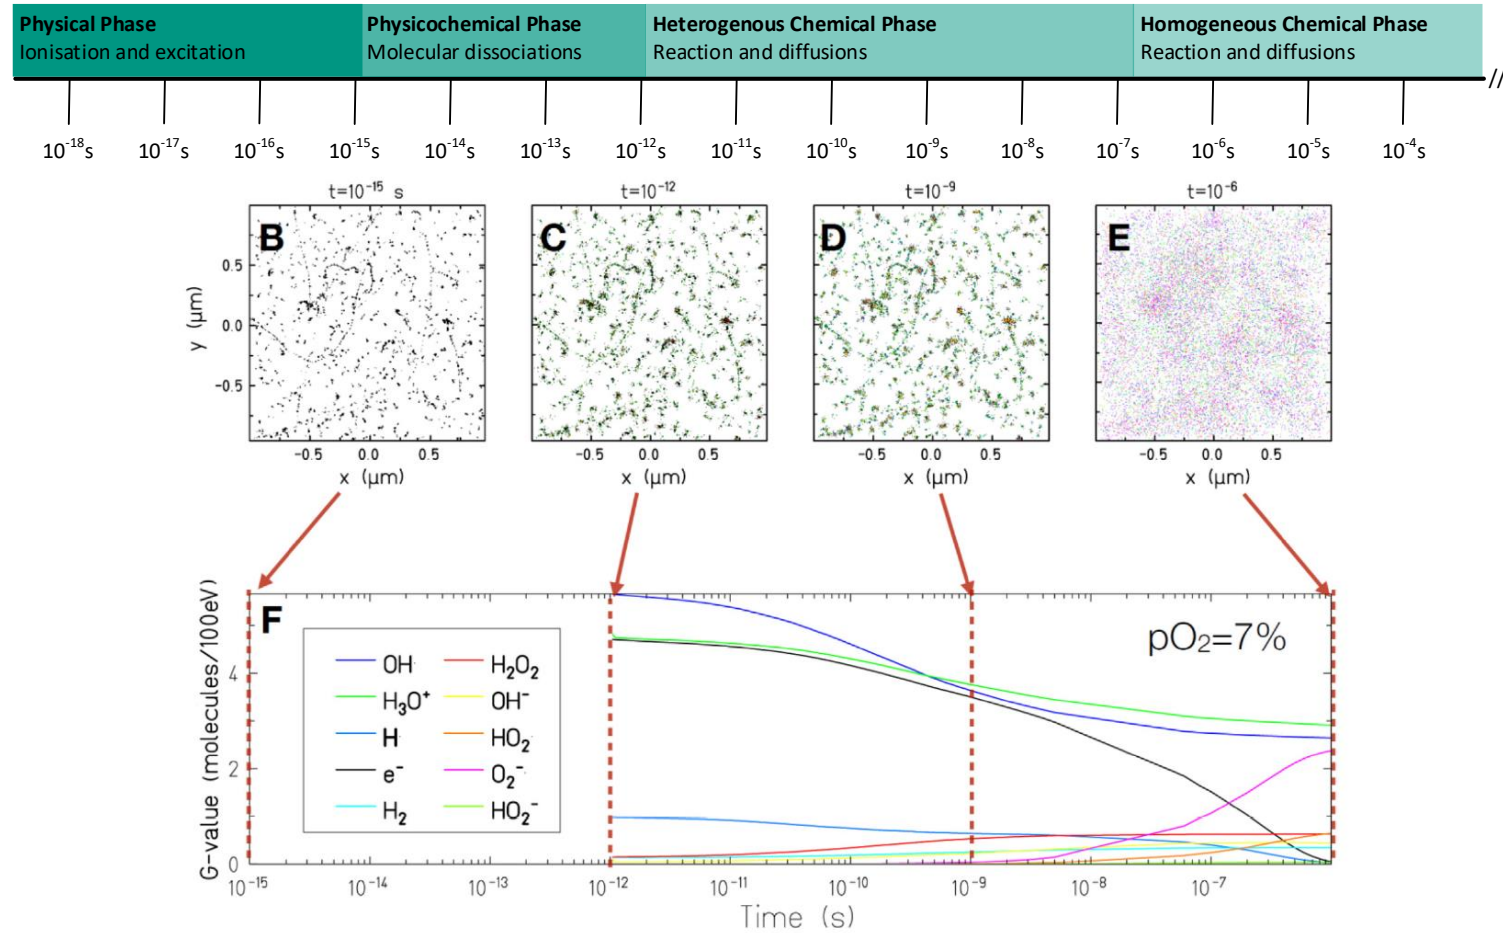 Physical Phase
Ionisation and excitation
Physicochemical Phase
Molecular dissociations
Heterogenous Chemical Phase
Reaction and diffusions
Homogeneous Chemical Phase
Reaction and diffusions
//
10⁻¹⁸s 10⁻¹⁷s 10⁻¹⁶s 10⁻¹⁵s 10⁻¹⁴s 10⁻¹³s 10⁻¹²s 10⁻¹¹s 10⁻¹⁰s 10⁻⁹s 10⁻⁸s 10⁻⁷s 10⁻⁶s 10⁻⁵s 10⁻⁴s
t=10⁻¹⁵ s
t=10⁻¹²
t=10⁻⁹
t=10⁻⁶
B
C
D
E
y (μm)
0.5
0.0
−0.5
−0.5 0.0 0.5
−0.5 0.0 0.5
−0.5 0.0 0.5
−0.5 0.0 0.5
x (μm)
x (μm)
x (μm)
x (μm)
F
pO₂=7%
OH
H₃O⁺
H
e⁻
H₂
H₂O₂
OH⁻
HO₂
O₂⁻
HO₂⁻
G-value (molecules/100eV)
4
2
0
10⁻¹⁵ 10⁻¹⁴ 10⁻¹³ 10⁻¹² 10⁻¹¹ 10⁻¹⁰ 10⁻⁹ 10⁻⁸ 10⁻⁷
Time (s)